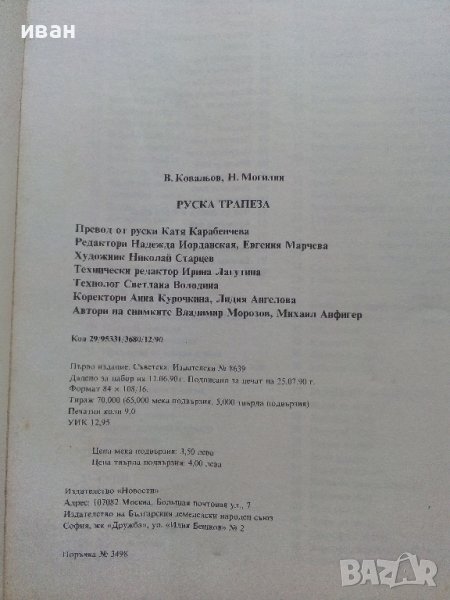 иван
В. Ковальов, Н. Могилни
РУСКА ТРАПЕЗА
Превод от руски Катя Карабенчева
Редактори Надежда Иорданская, Евгения Марчева
Художник Николай Старцев
Технически редактор Ирина Лагутина
Технолог Светлана Володина
Коректори Анна Курочкина, Лидия Ангелова
Автори на снимките Владимир Морозов, Михаил Анфигер
Код 29/95331/3680/12-90
Първо издание. Съветска. Издателски № 8639
Дадено за набор на 11.06.90 г. Подписана за печат на 25.07.90 г.
Формат 84 × 108/16.
Тираж 70,000 (65,000 мека подвързия, 5,000 твърда подвързия)
Печатни коли 9.0
УИК 12,95
Цена мека подвързия: 3,50 лева
Цена твърда подвързия: 4,00 лева
Издателство «Новости»
Адрес: 107082 Москва, Большая почтовая ул., 7
Издателство на Българския земеделски народен съюз
София, жк «Дружба», ул. «Илия Бешков» № 2
Поръчка № 3498
BAZAR.bg